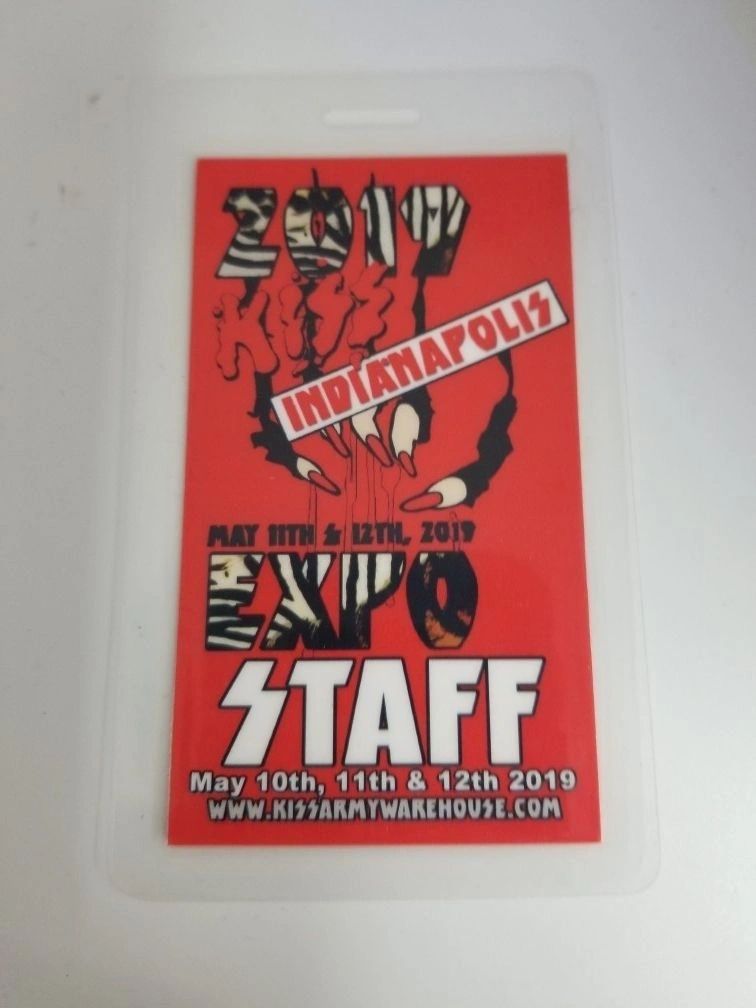 2019
KISS
INDIANAPOLIS
MAY 11TH & 12TH, 2019
EXPO
STAFF
May 10th, 11th & 12th 2019
WWW.KISSARMYWAREHOUSE.COM